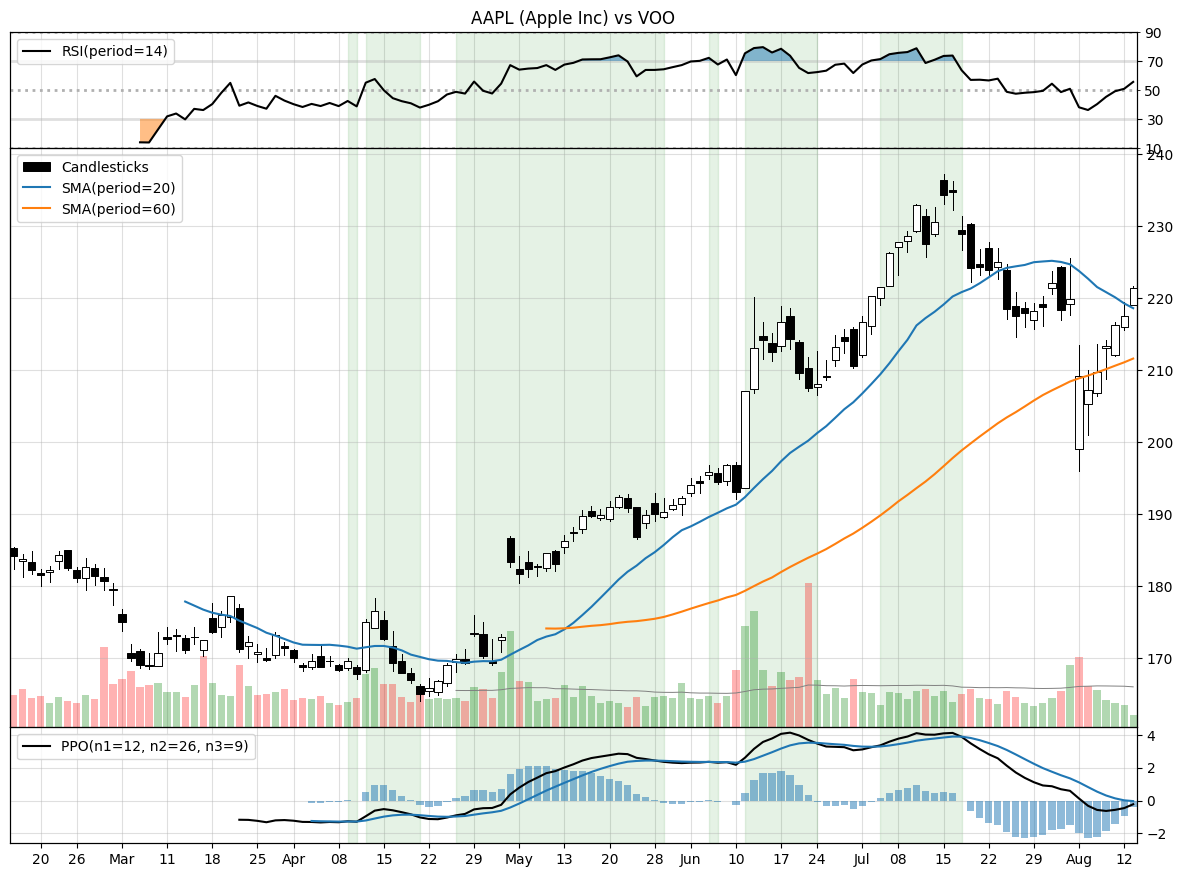 AAPL (Apple Inc) vs VOO
RSI(period=14)
90
70
50
30
10
Candlesticks
SMA(period=20)
SMA(period=60)
240
230
220
210
200
190
180
170
PPO(n1=12, n2=26, n3=9)
4
2
0
−2
20 26 Mar 11 18 25 Apr 08 15 22 29 May 13 20 28 Jun 10 17 24 Jul 08 15 22 29 Aug 12